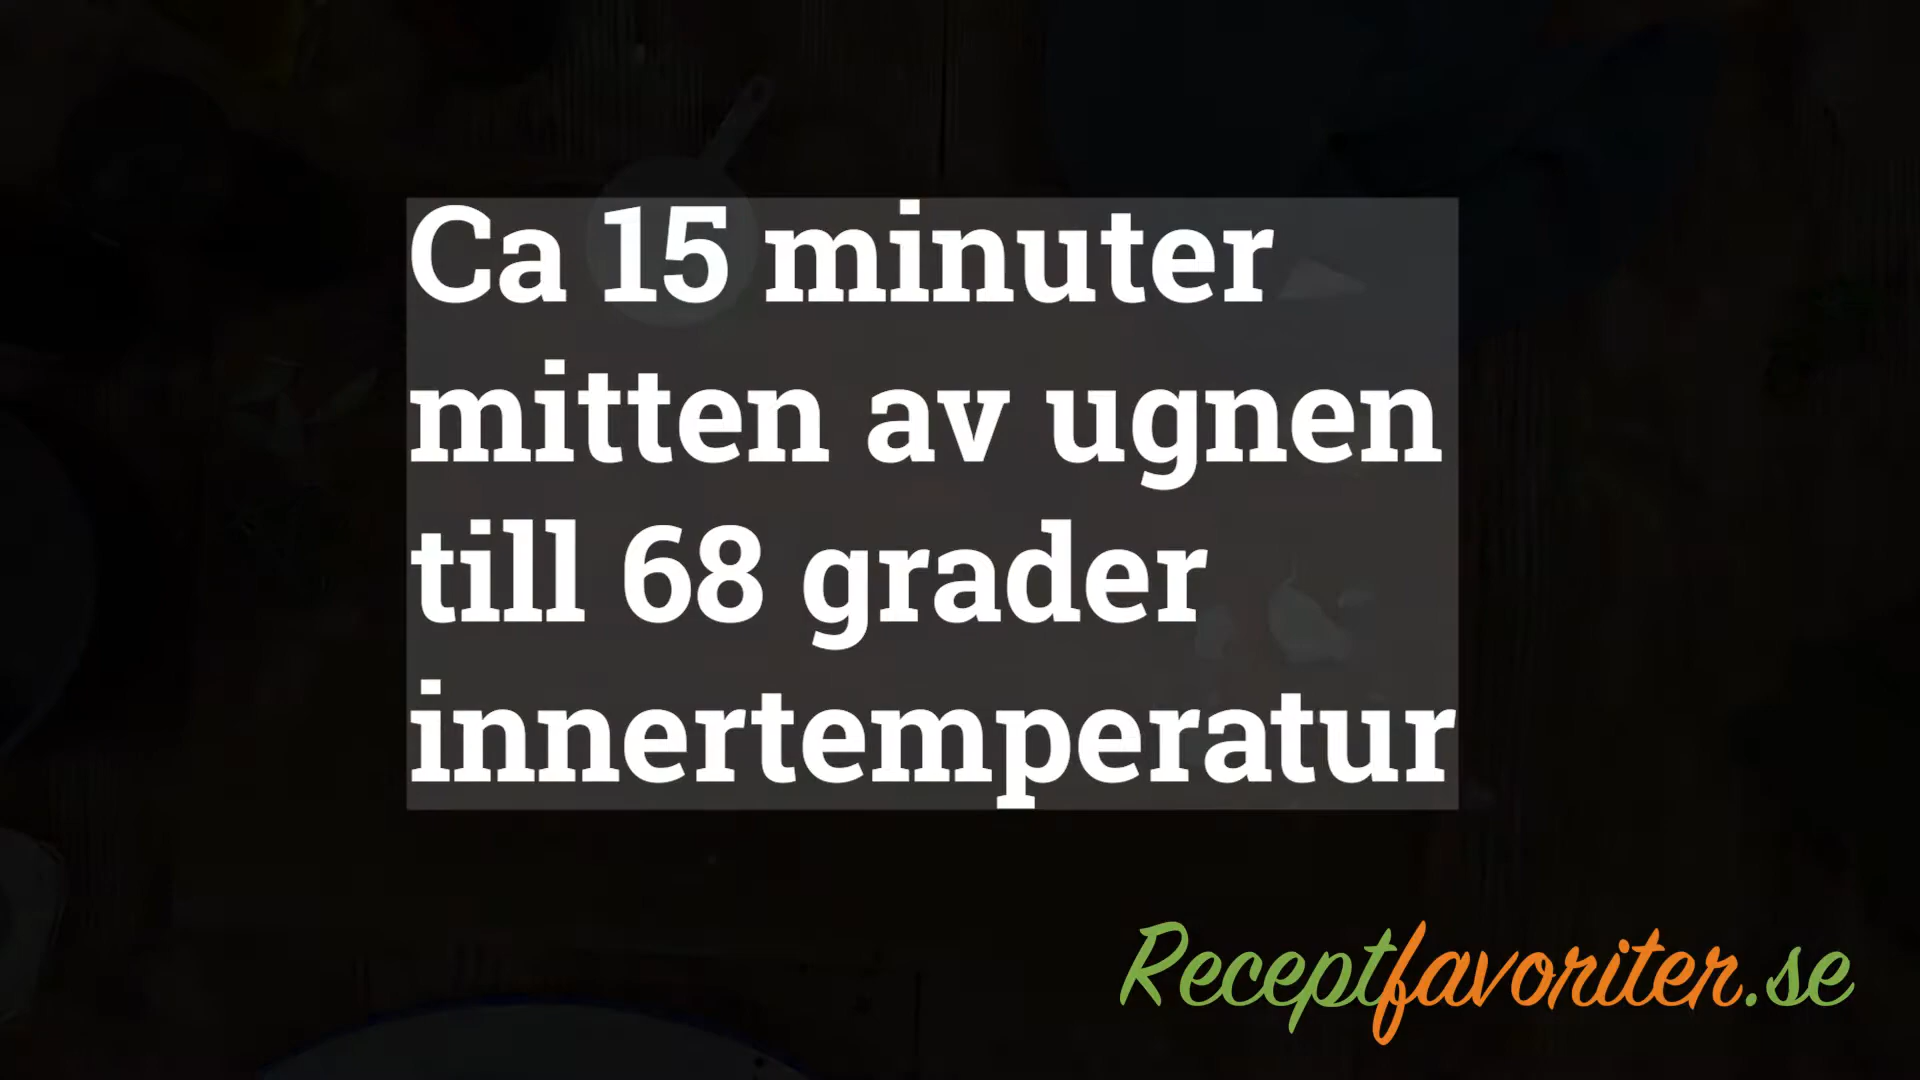 Ca 15 minuter
mitten av ugnen
till 68 grader
innertemperatur
Receptfavoriter.se